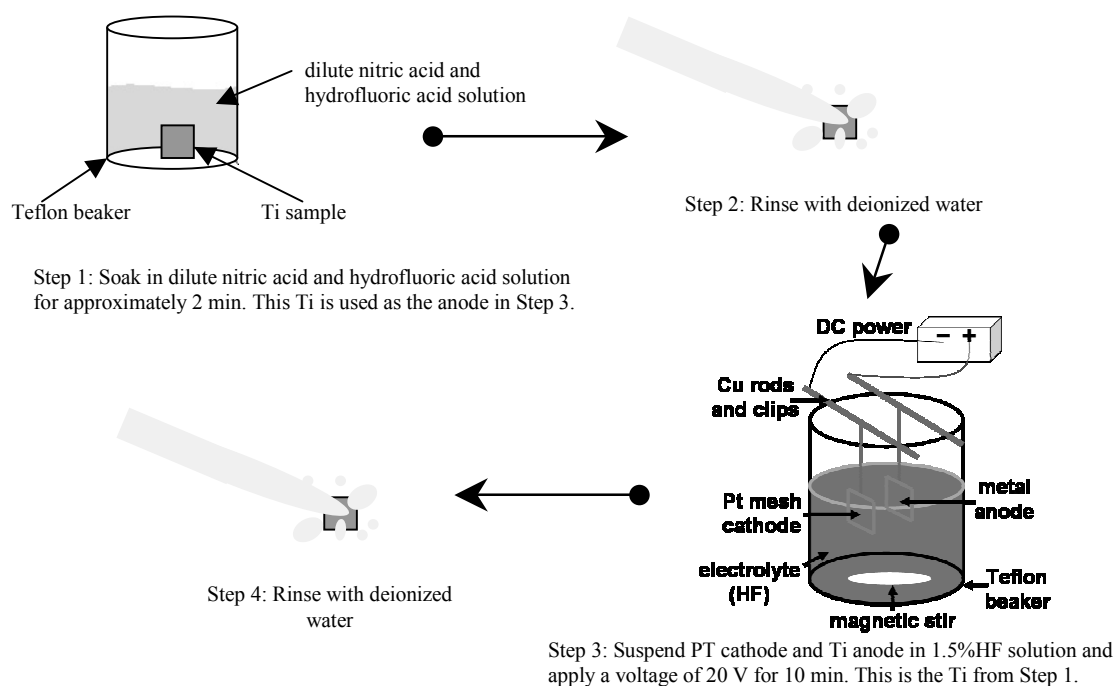 dilute nitric acid and
hydrofluoric acid solution
Teflon beaker
Ti sample
Step 1: Soak in dilute nitric acid and hydrofluoric acid solution
for approximately 2 min. This Ti is used as the anode in Step 3.
Step 2: Rinse with deionized water
DC power
− +
Cu rods
and clips
Pt mesh
cathode
metal
anode
electrolyte
(HF)
Teflon
beaker
magnetic stir
Step 3: Suspend PT cathode and Ti anode in 1.5%HF solution and
apply a voltage of 20 V for 10 min. This is the Ti from Step 1.
Step 4: Rinse with deionized
water